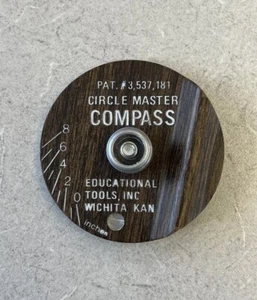 PAT. #3,537,181
CIRCLE MASTER
COMPASS
8
6
4
2
0
inches
EDUCATIONAL
TOOLS, INC
WICHITA KAN